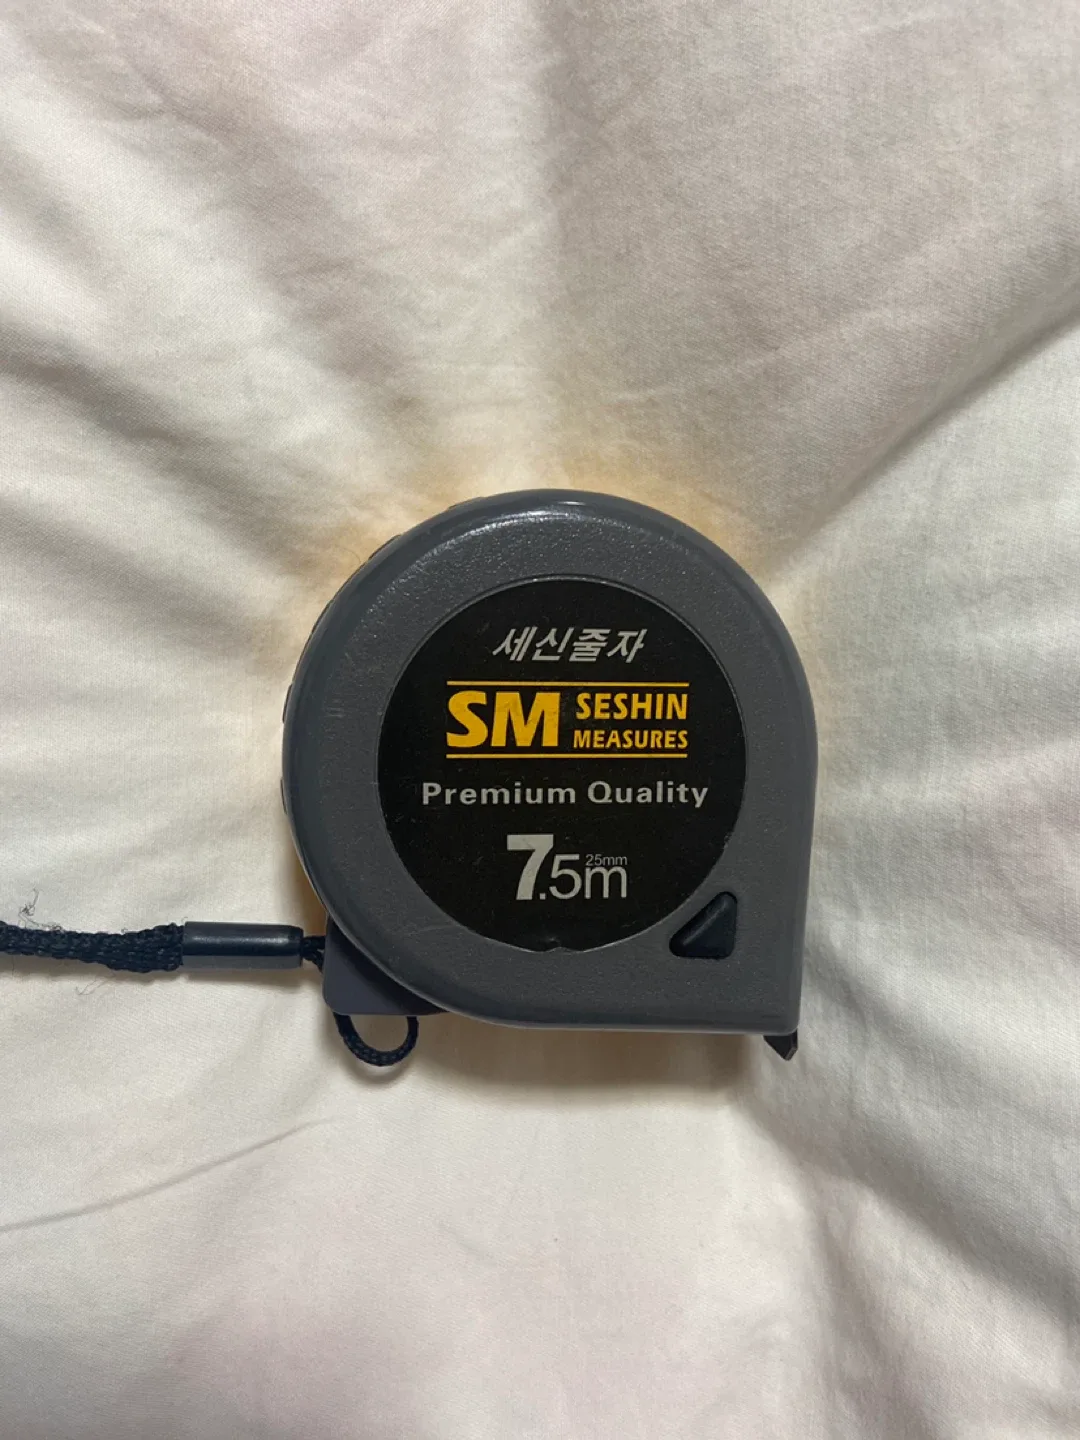 세신줄자
SM SESHIN
MEASURES
Premium Quality
7.5m 25mm